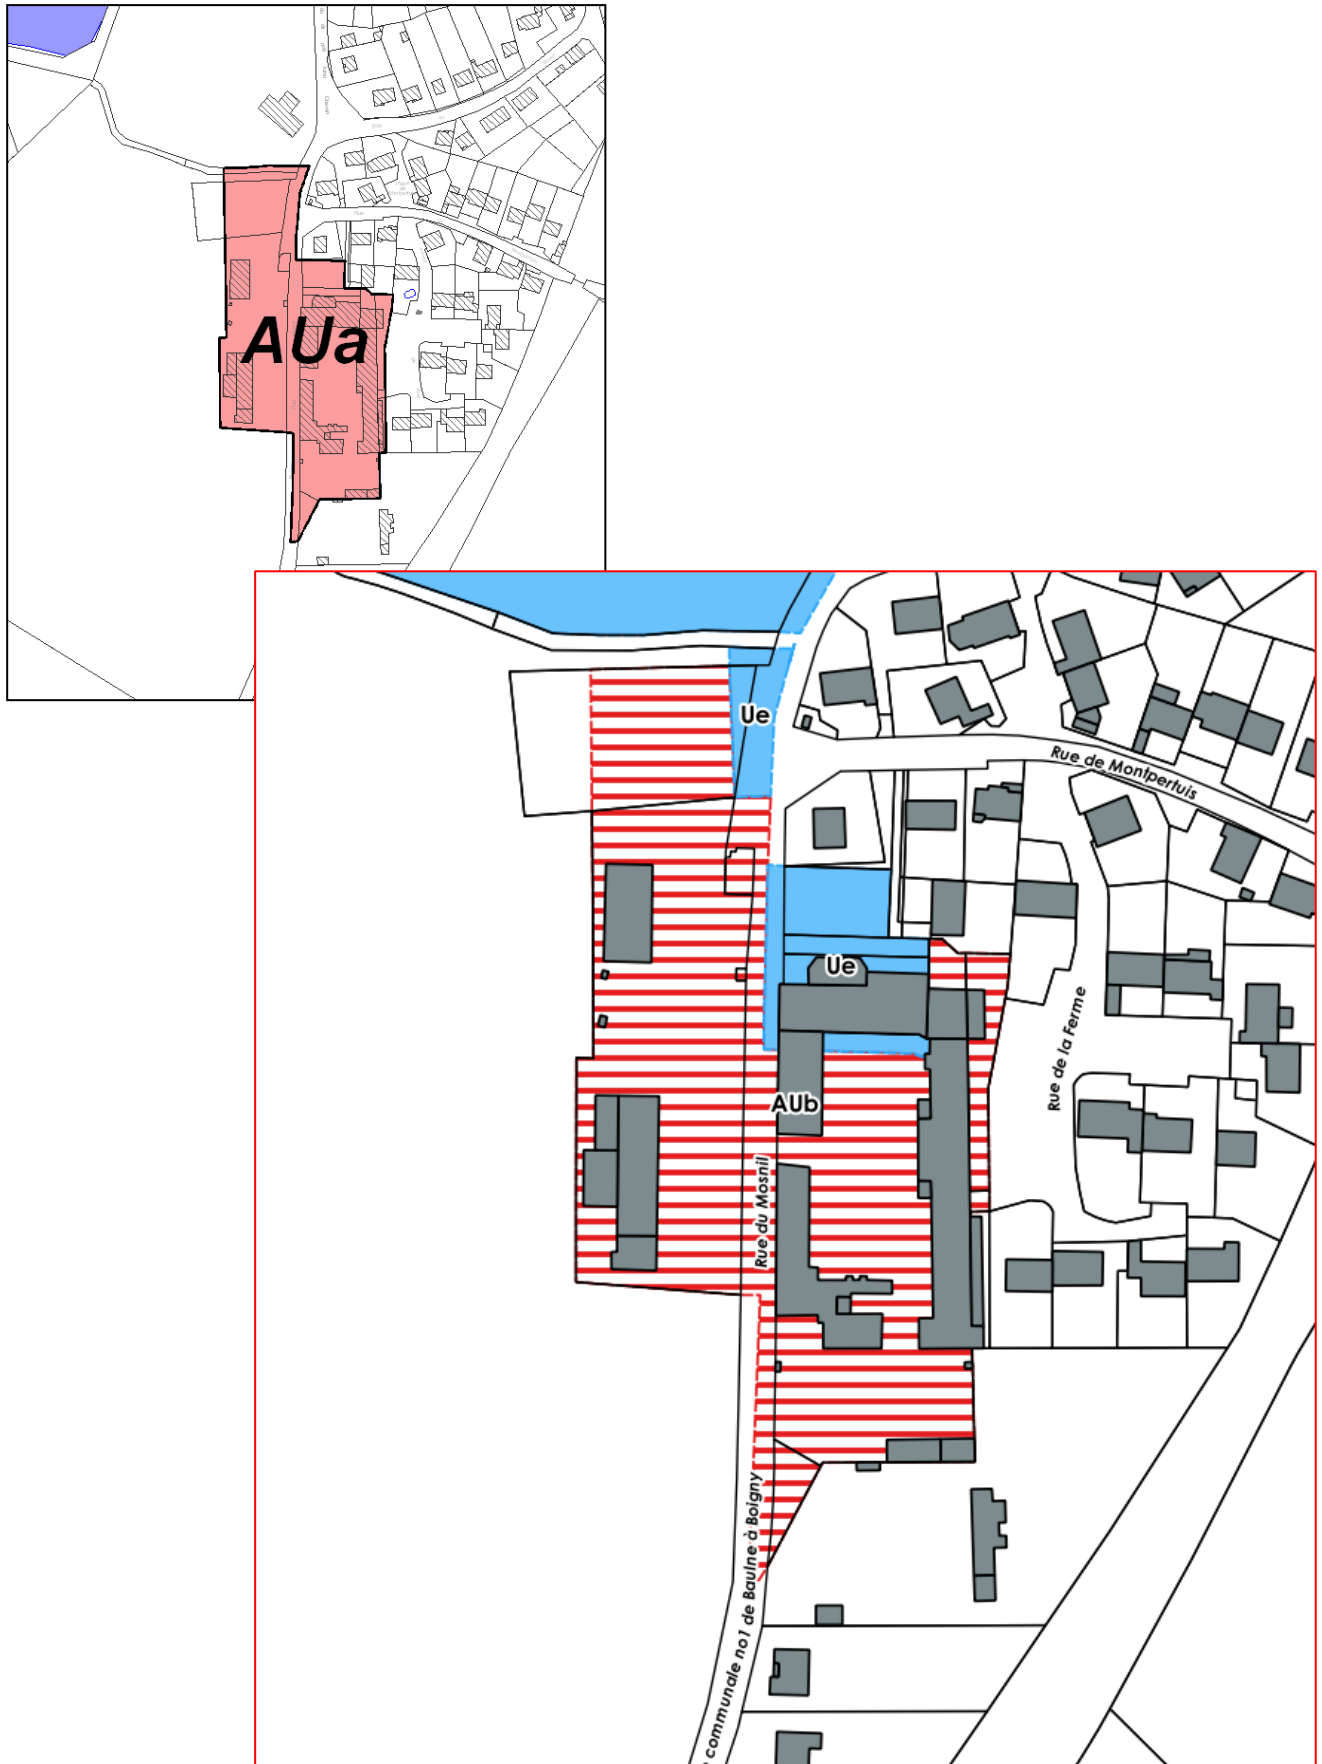 AUa
Ue
Rue de Montpertuis
Ue
Rue de la Ferme
AUb
Rue du Mosnil
communale no1 de Baulne à Boigny